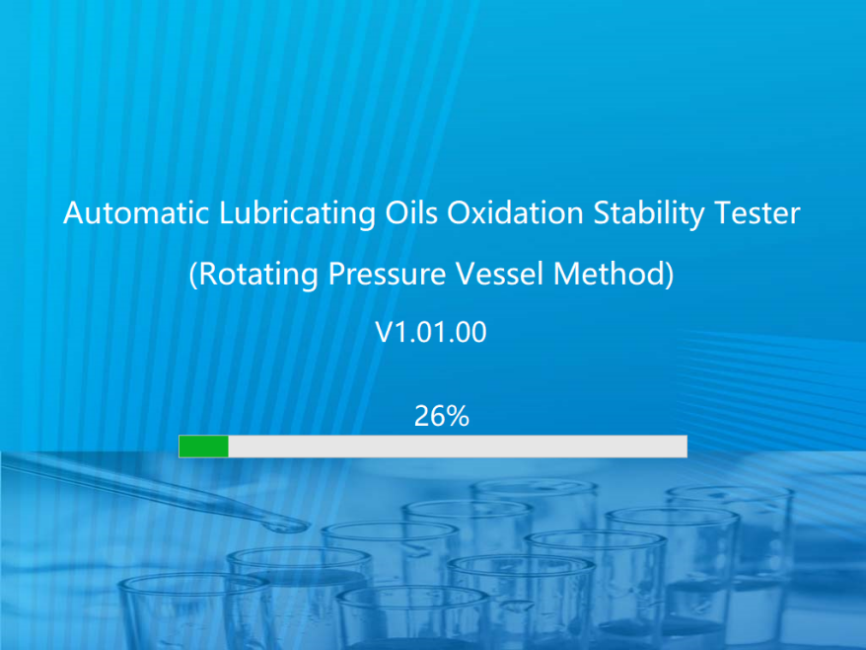 Automatic Lubricating Oils Oxidation Stability Tester
(Rotating Pressure Vessel Method)
V1.01.00
26%